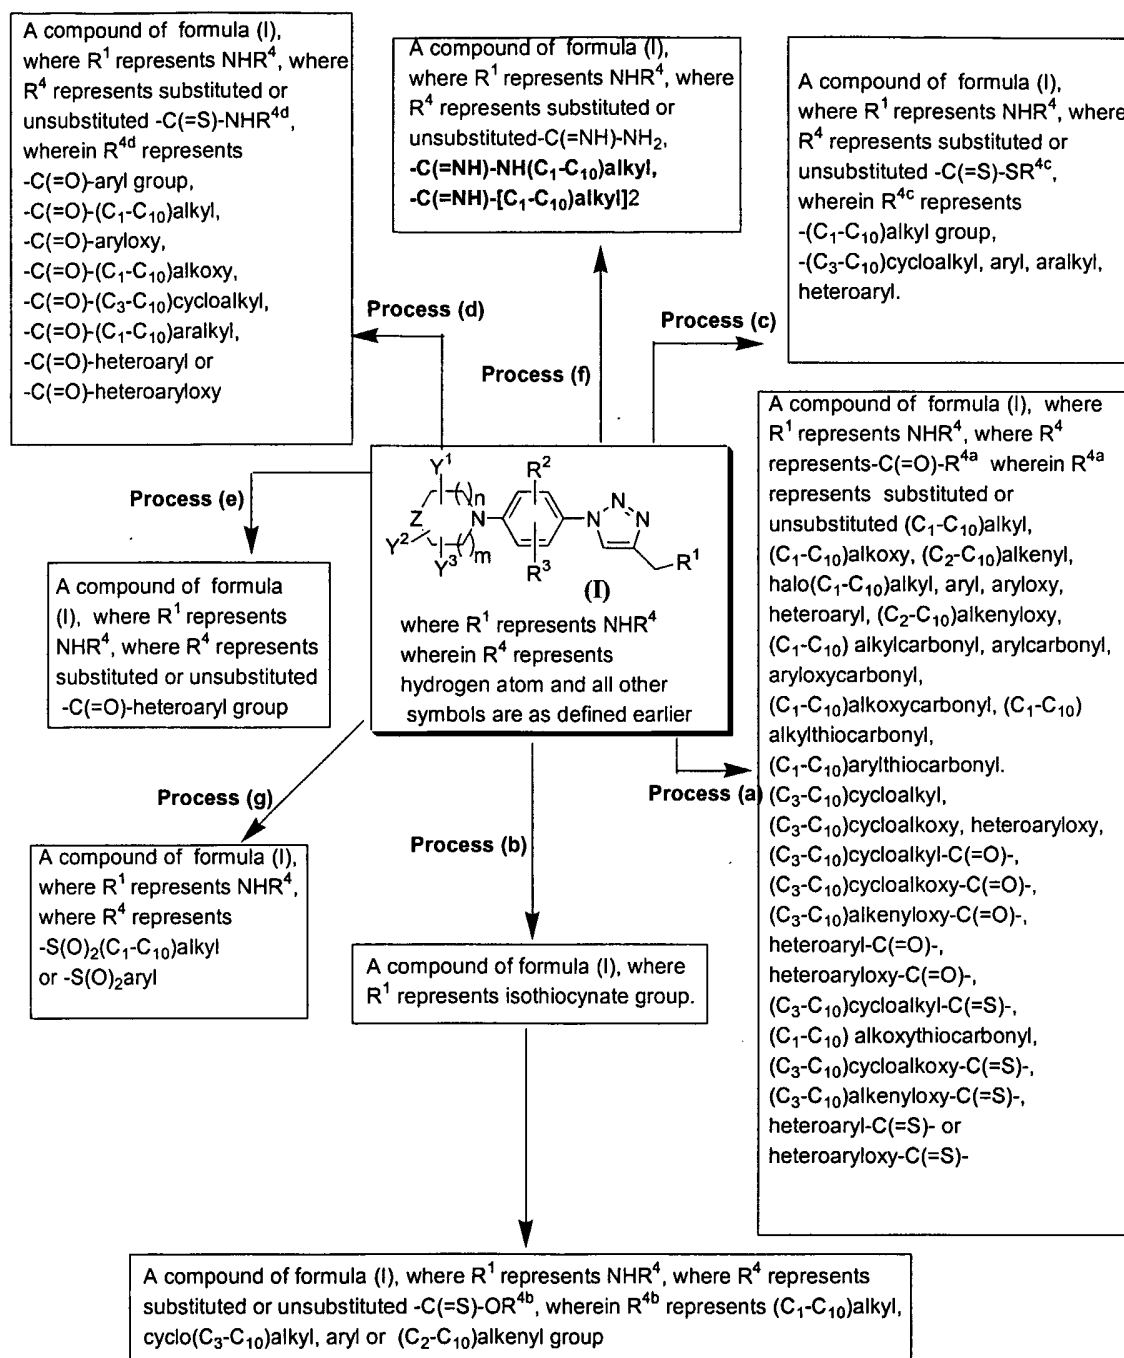 A compound of formula (I),
where R¹ represents NHR⁴, where
R⁴ represents substituted or
unsubstituted -C(=S)-NHR⁴ᵈ,
wherein R⁴ᵈ represents
-C(=O)-aryl group,
-C(=O)-(C₁-C₁₀)alkyl,
-C(=O)-aryloxy,
-C(=O)-(C₁-C₁₀)alkoxy,
-C(=O)-(C₃-C₁₀)cycloalkyl,
-C(=O)-(C₁-C₁₀)aralkyl,
-C(=O)-heteroaryl or
-C(=O)-heteroaryloxy
A compound of formula (I),
where R¹ represents NHR⁴, where
R⁴ represents substituted or
unsubstituted-C(=NH)-NH₂,
-C(=NH)-NH(C₁-C₁₀)alkyl,
-C(=NH)-[C₁-C₁₀)alkyl]2
A compound of formula (I),
where R¹ represents NHR⁴, where
R⁴ represents substituted or
unsubstituted -C(=S)-SR⁴ᶜ,
wherein R⁴ᶜ represents
-(C₁-C₁₀)alkyl group,
-(C₃-C₁₀)cycloalkyl, aryl, aralkyl,
heteroaryl.
Process (d)
Process (f)
Process (c)
A compound of formula (I), where
R¹ represents NHR⁴, where R⁴
represents-C(=O)-R⁴ᵃ wherein R⁴ᵃ
represents substituted or
unsubstituted (C₁-C₁₀)alkyl,
(C₁-C₁₀)alkoxy, (C₂-C₁₀)alkenyl,
halo(C₁-C₁₀)alkyl, aryl, aryloxy,
heteroaryl, (C₂-C₁₀)alkenyloxy,
(C₁-C₁₀) alkylcarbonyl, arylcarbonyl,
aryloxycarbonyl,
(C₁-C₁₀)alkoxycarbonyl, (C₁-C₁₀)
alkylthiocarbonyl,
(C₁-C₁₀)arylthiocarbonyl.
(C₃-C₁₀)cycloalkyl,
(C₃-C₁₀)cycloalkoxy, heteroaryloxy,
(C₃-C₁₀)cycloalkyl-C(=O)-,
(C₃-C₁₀)cycloalkoxy-C(=O)-,
(C₃-C₁₀)alkenyloxy-C(=O)-,
heteroaryl-C(=O)-,
heteroaryloxy-C(=O)-,
(C₃-C₁₀)cycloalkyl-C(=S)-,
(C₁-C₁₀) alkoxythiocarbonyl,
(C₃-C₁₀)cycloalkoxy-C(=S)-,
(C₃-C₁₀)alkenyloxy-C(=S)-,
heteroaryl-C(=S)- or
heteroaryloxy-C(=S)-
Process (e)
Y¹ R²
( )n N
Z N N N
Y² ( )m
Y³ R³ R¹
(I)
where R¹ represents NHR⁴
wherein R⁴ represents
hydrogen atom and all other
symbols are as defined earlier
A compound of formula
(I), where R¹ represents
NHR⁴, where R⁴ represents
substituted or unsubstituted
-C(=O)-heteroaryl group
Process (g)
Process (b)
Process (a)
A compound of formula (I),
where R¹ represents NHR⁴,
where R⁴ represents
-S(O)₂(C₁-C₁₀)alkyl
or -S(O)₂aryl
A compound of formula (I), where
R¹ represents isothiocynate group.
A compound of formula (I), where R¹ represents NHR⁴, where R⁴ represents
substituted or unsubstituted -C(=S)-OR⁴ᵇ, wherein R⁴ᵇ represents (C₁-C₁₀)alkyl,
cyclo(C₃-C₁₀)alkyl, aryl or (C₂-C₁₀)alkenyl group